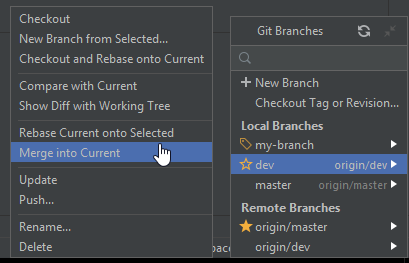 Checkout
New Branch from Selected...
Checkout and Rebase onto Current
Compare with Current
Show Diff with Working Tree
Rebase Current onto Selected
Merge into Current
Update
Push...
Rename...
Delete
Git Branches
+ New Branch
Checkout Tag or Revision...
Local Branches
my-branch
dev origin/dev
master origin/master
Remote Branches
origin/master
origin/dev